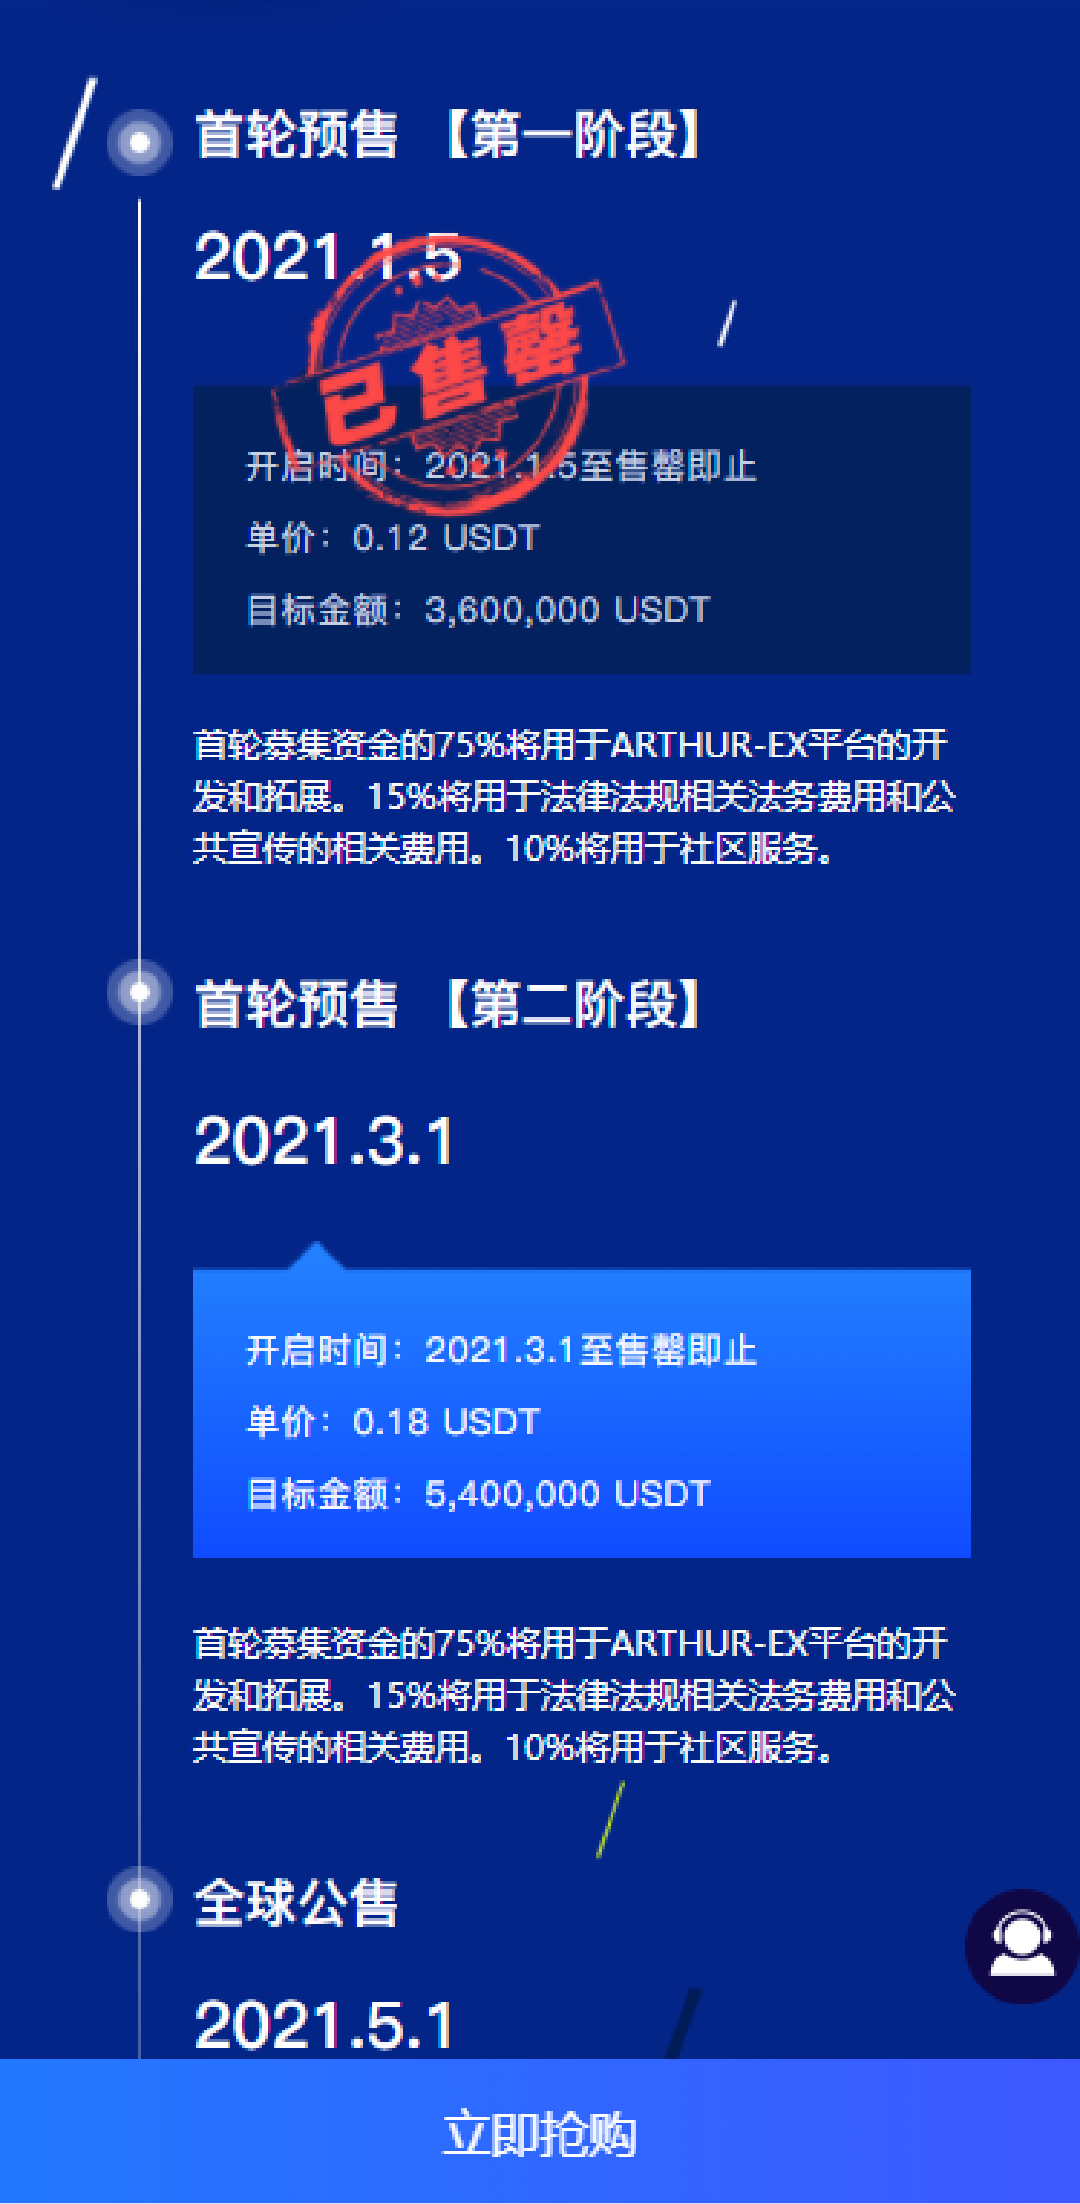 首轮预售 【第一阶段】
2021.1.5
已售罄
开启时间：2021.1.5至售罄即止
单价：0.12 USDT
目标金额：3,600,000 USDT
首轮募集资金的75%将用于ARTHUR-EX平台的开
发和拓展。15%将用于法律法规相关法务费用和公
共宣传的相关费用。10%将用于社区服务。
首轮预售 【第二阶段】
2021.3.1
开启时间：2021.3.1至售罄即止
单价：0.18 USDT
目标金额：5,400,000 USDT
首轮募集资金的75%将用于ARTHUR-EX平台的开
发和拓展。15%将用于法律法规相关法务费用和公
共宣传的相关费用。10%将用于社区服务。
全球公售
2021.5.1
立即抢购